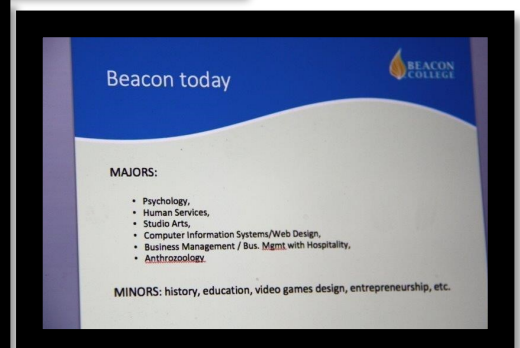 Beacon today
BEACON
COLLEGE
MAJORS:
• Psychology,
• Human Services,
• Studio Arts,
• Computer Information Systems/Web Design,
• Business Management / Bus. Mgmt with Hospitality,
• Anthrozoology
MINORS: history, education, video games design, entrepreneurship, etc.